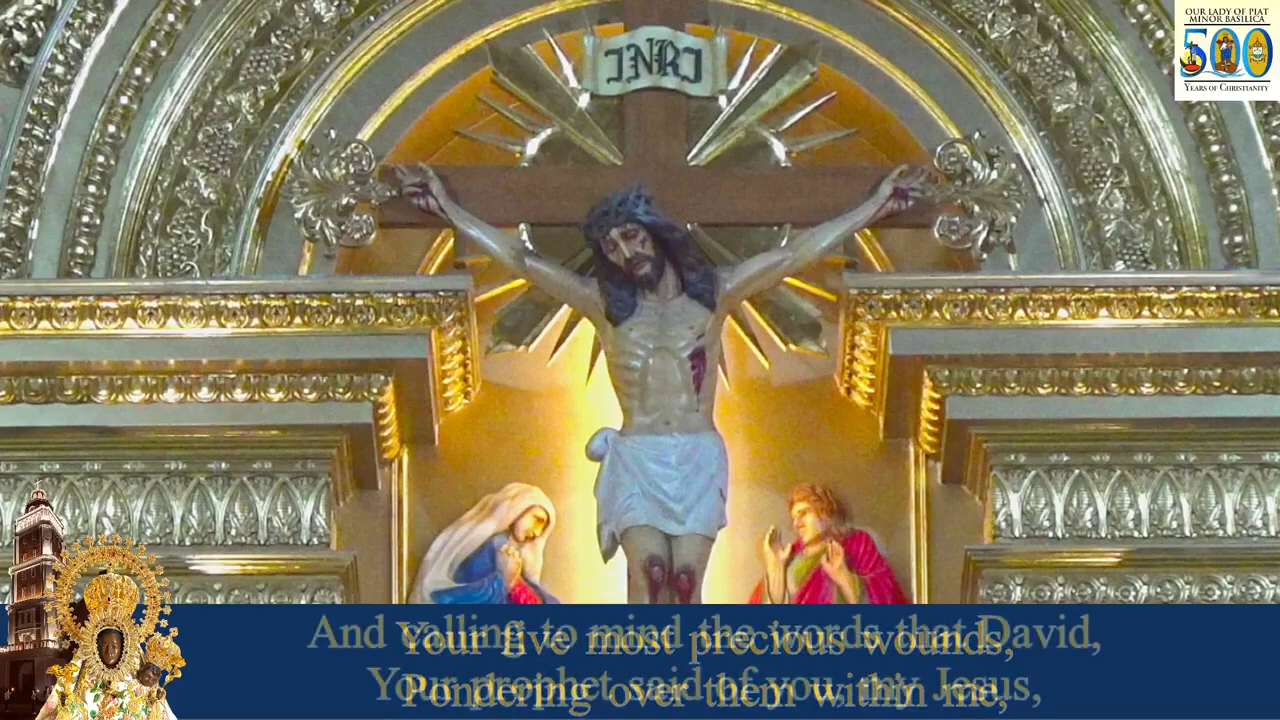 OUR LADY OF PIAT
MINOR BASILICA
500
YEARS OF CHRISTIANITY
INRI
And calling to mind the words that David,
Your five most precious wounds,
Your prophet said of you, my Jesus,
Pondering over them within me,